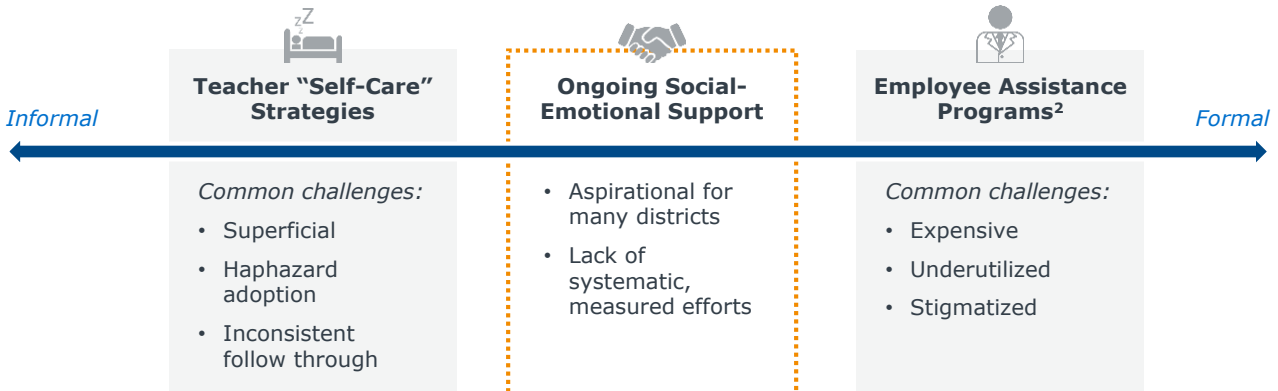 zZ
z
Teacher “Self-Care”
Strategies
Ongoing Social-
Emotional Support
Employee Assistance
Programs²
Informal
Formal
Common challenges:
• Superficial
• Haphazard
adoption
• Inconsistent
follow through
• Aspirational for
many districts
• Lack of
systematic,
measured efforts
Common challenges:
• Expensive
• Underutilized
• Stigmatized